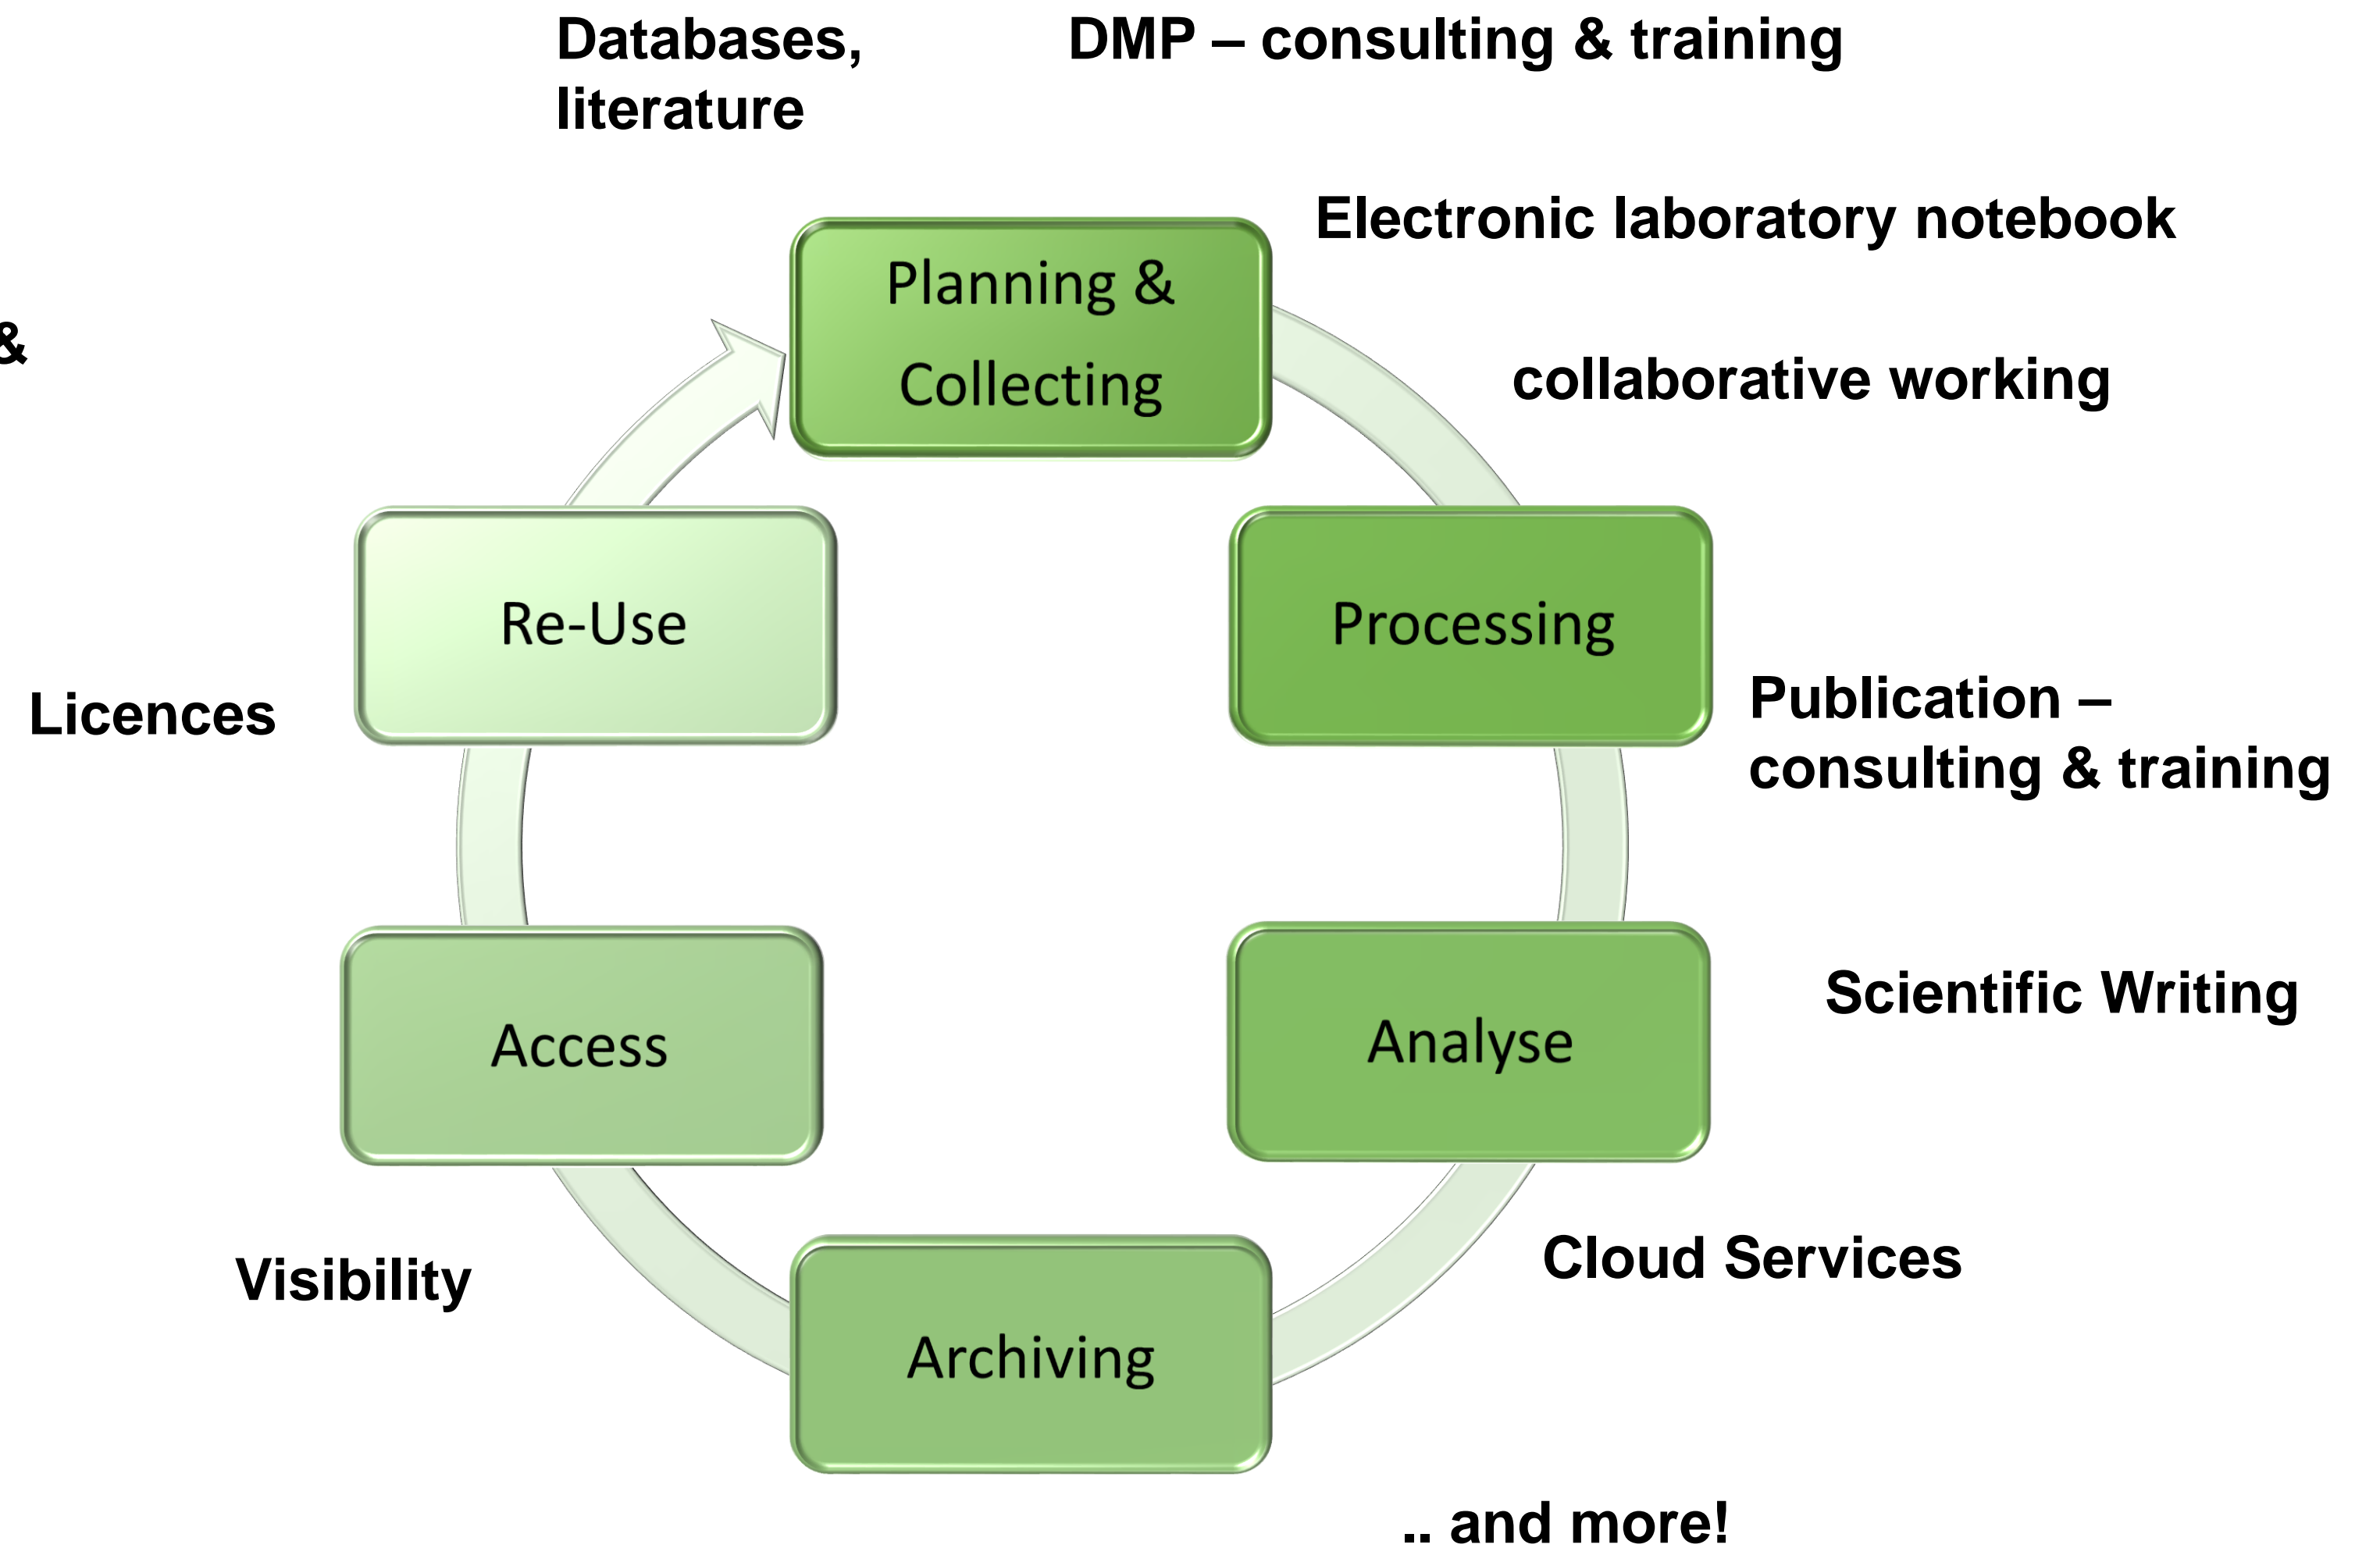 Databases,
literature
DMP – consulting & training
Electronic laboratory notebook
&
collaborative working
Planning &
Collecting
Re-Use
Processing
Licences
Publication –
consulting & training
Access
Analyse
Scientific Writing
Visibility
Cloud Services
Archiving
.. and more!